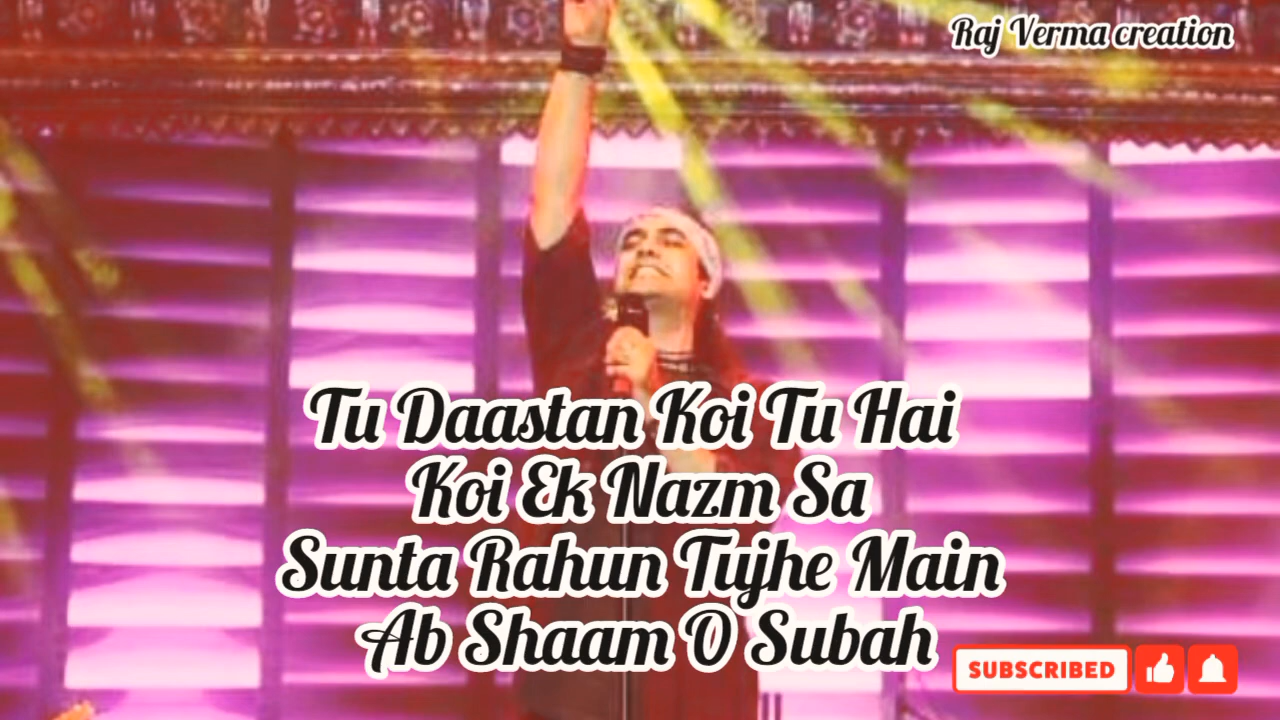 Raj Verma creation
Tu Daastan Koi Tu Hai
Koi Ek Nazm Sa
Sunta Rahun Tujhe Main
Ab Shaam O Subah
SUBSCRIBED